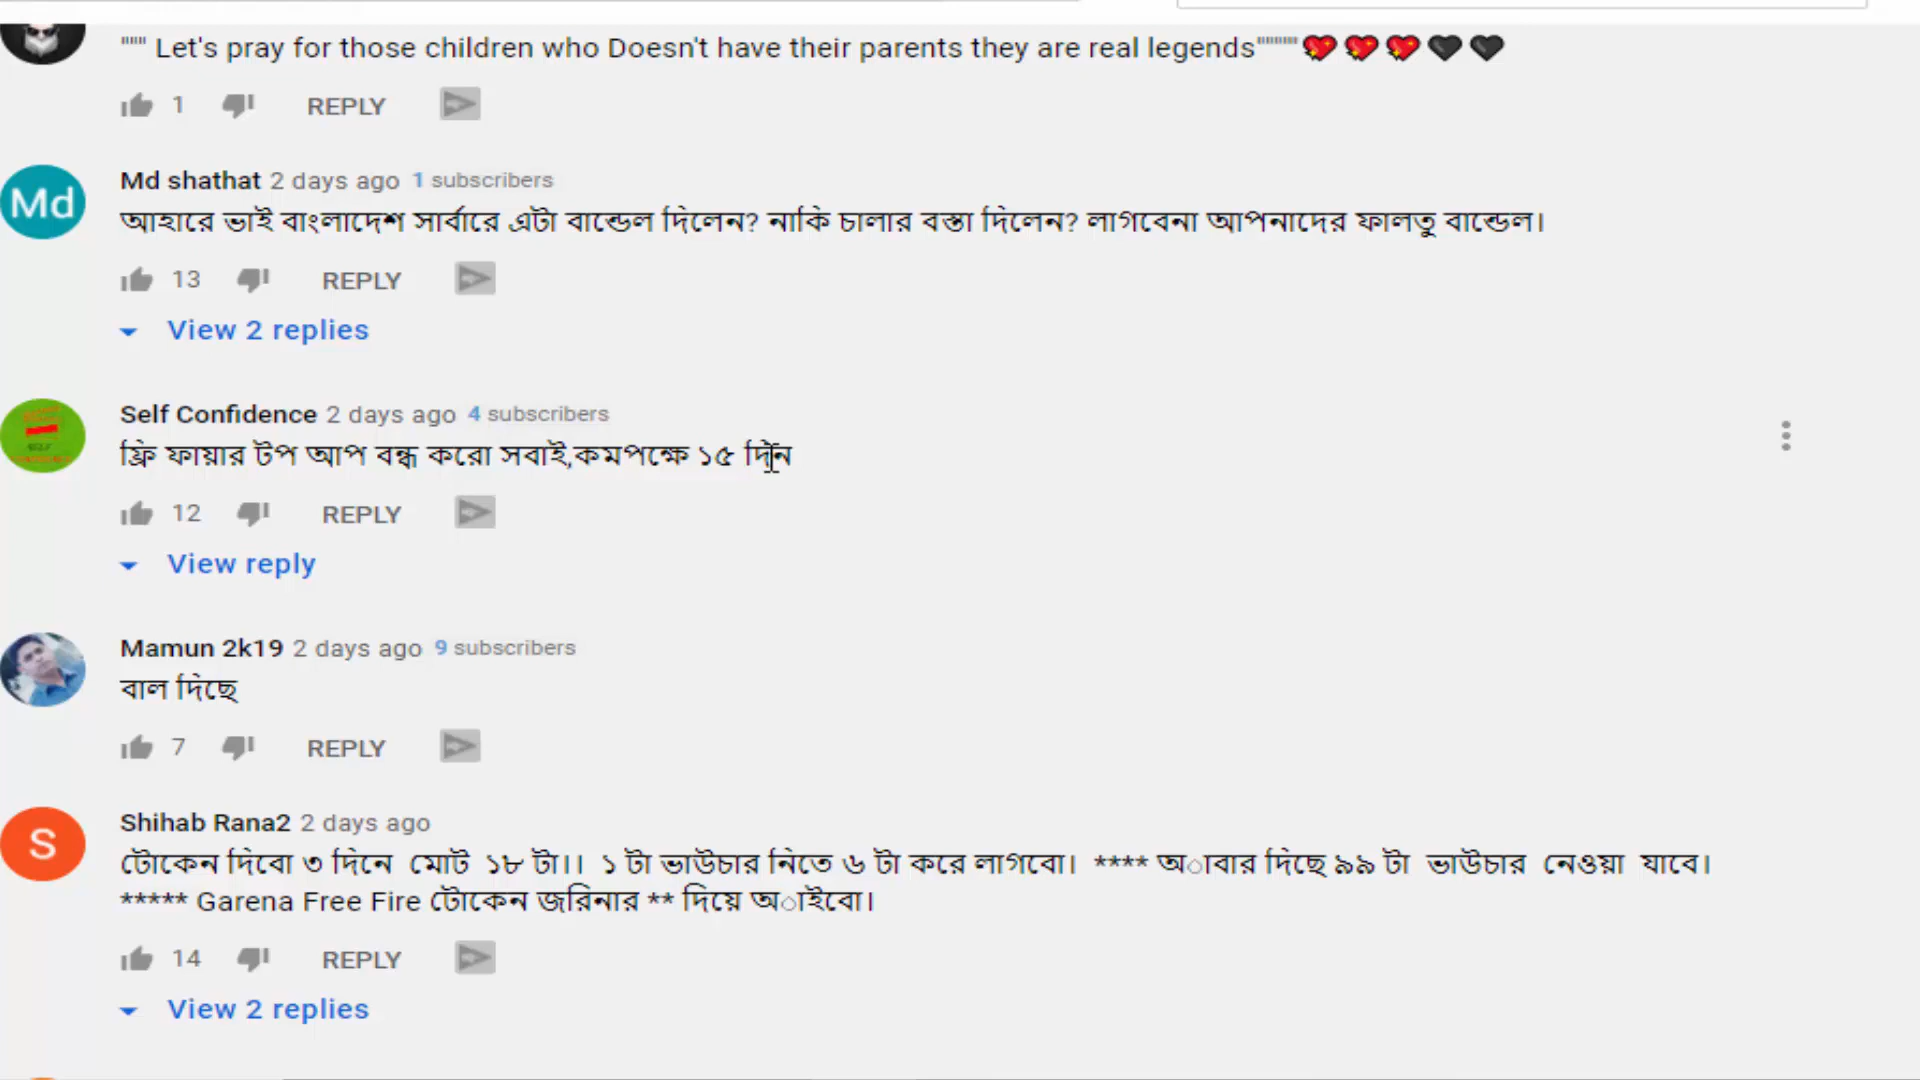 """ Let's pray for those children who Doesn't have their parents they are real legends"""""💖💖💖🖤🖤
1 REPLY
Md
Md shathat 2 days ago 1 subscribers
আহারে ভাই বাংলাদেশ সার্বারে এটা বান্ডেল দিলেন? নাকি চালার বস্তা দিলেন? লাগবেনা আপনাদের ফালতু বান্ডেল।
13 REPLY
View 2 replies
Self Confidence 2 days ago 4 subscribers
ফ্রি ফায়ার টপ আপ বন্ধ করো সবাই,কমপক্ষে ১৫ দিন
12 REPLY
View reply
Mamun 2k19 2 days ago 9 subscribers
বাল দিছে
7 REPLY
S
Shihab Rana2 2 days ago
টোকেন দিবো ৩ দিনে মোট ১৮ টা।। ১ টা ভাউচার নিতে ৬ টা করে লাগবো। **** অাবার দিছে ৯৯ টা ভাউচার নেওয়া যাবে।
***** Garena Free Fire টোকেন জরিনার ** দিয়ে অাইবো।
14 REPLY
View 2 replies